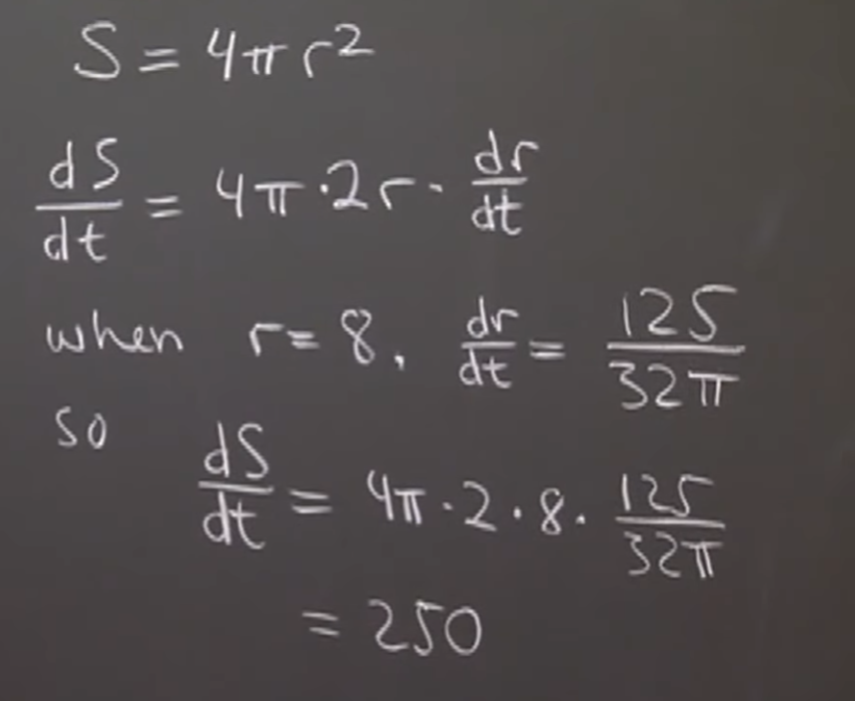 S = 4πr²
dS/dt = 4π·2r· dr/dt
when r = 8, dr/dt = 125/32π
so
dS/dt = 4π·2·8· 125/32π
= 250